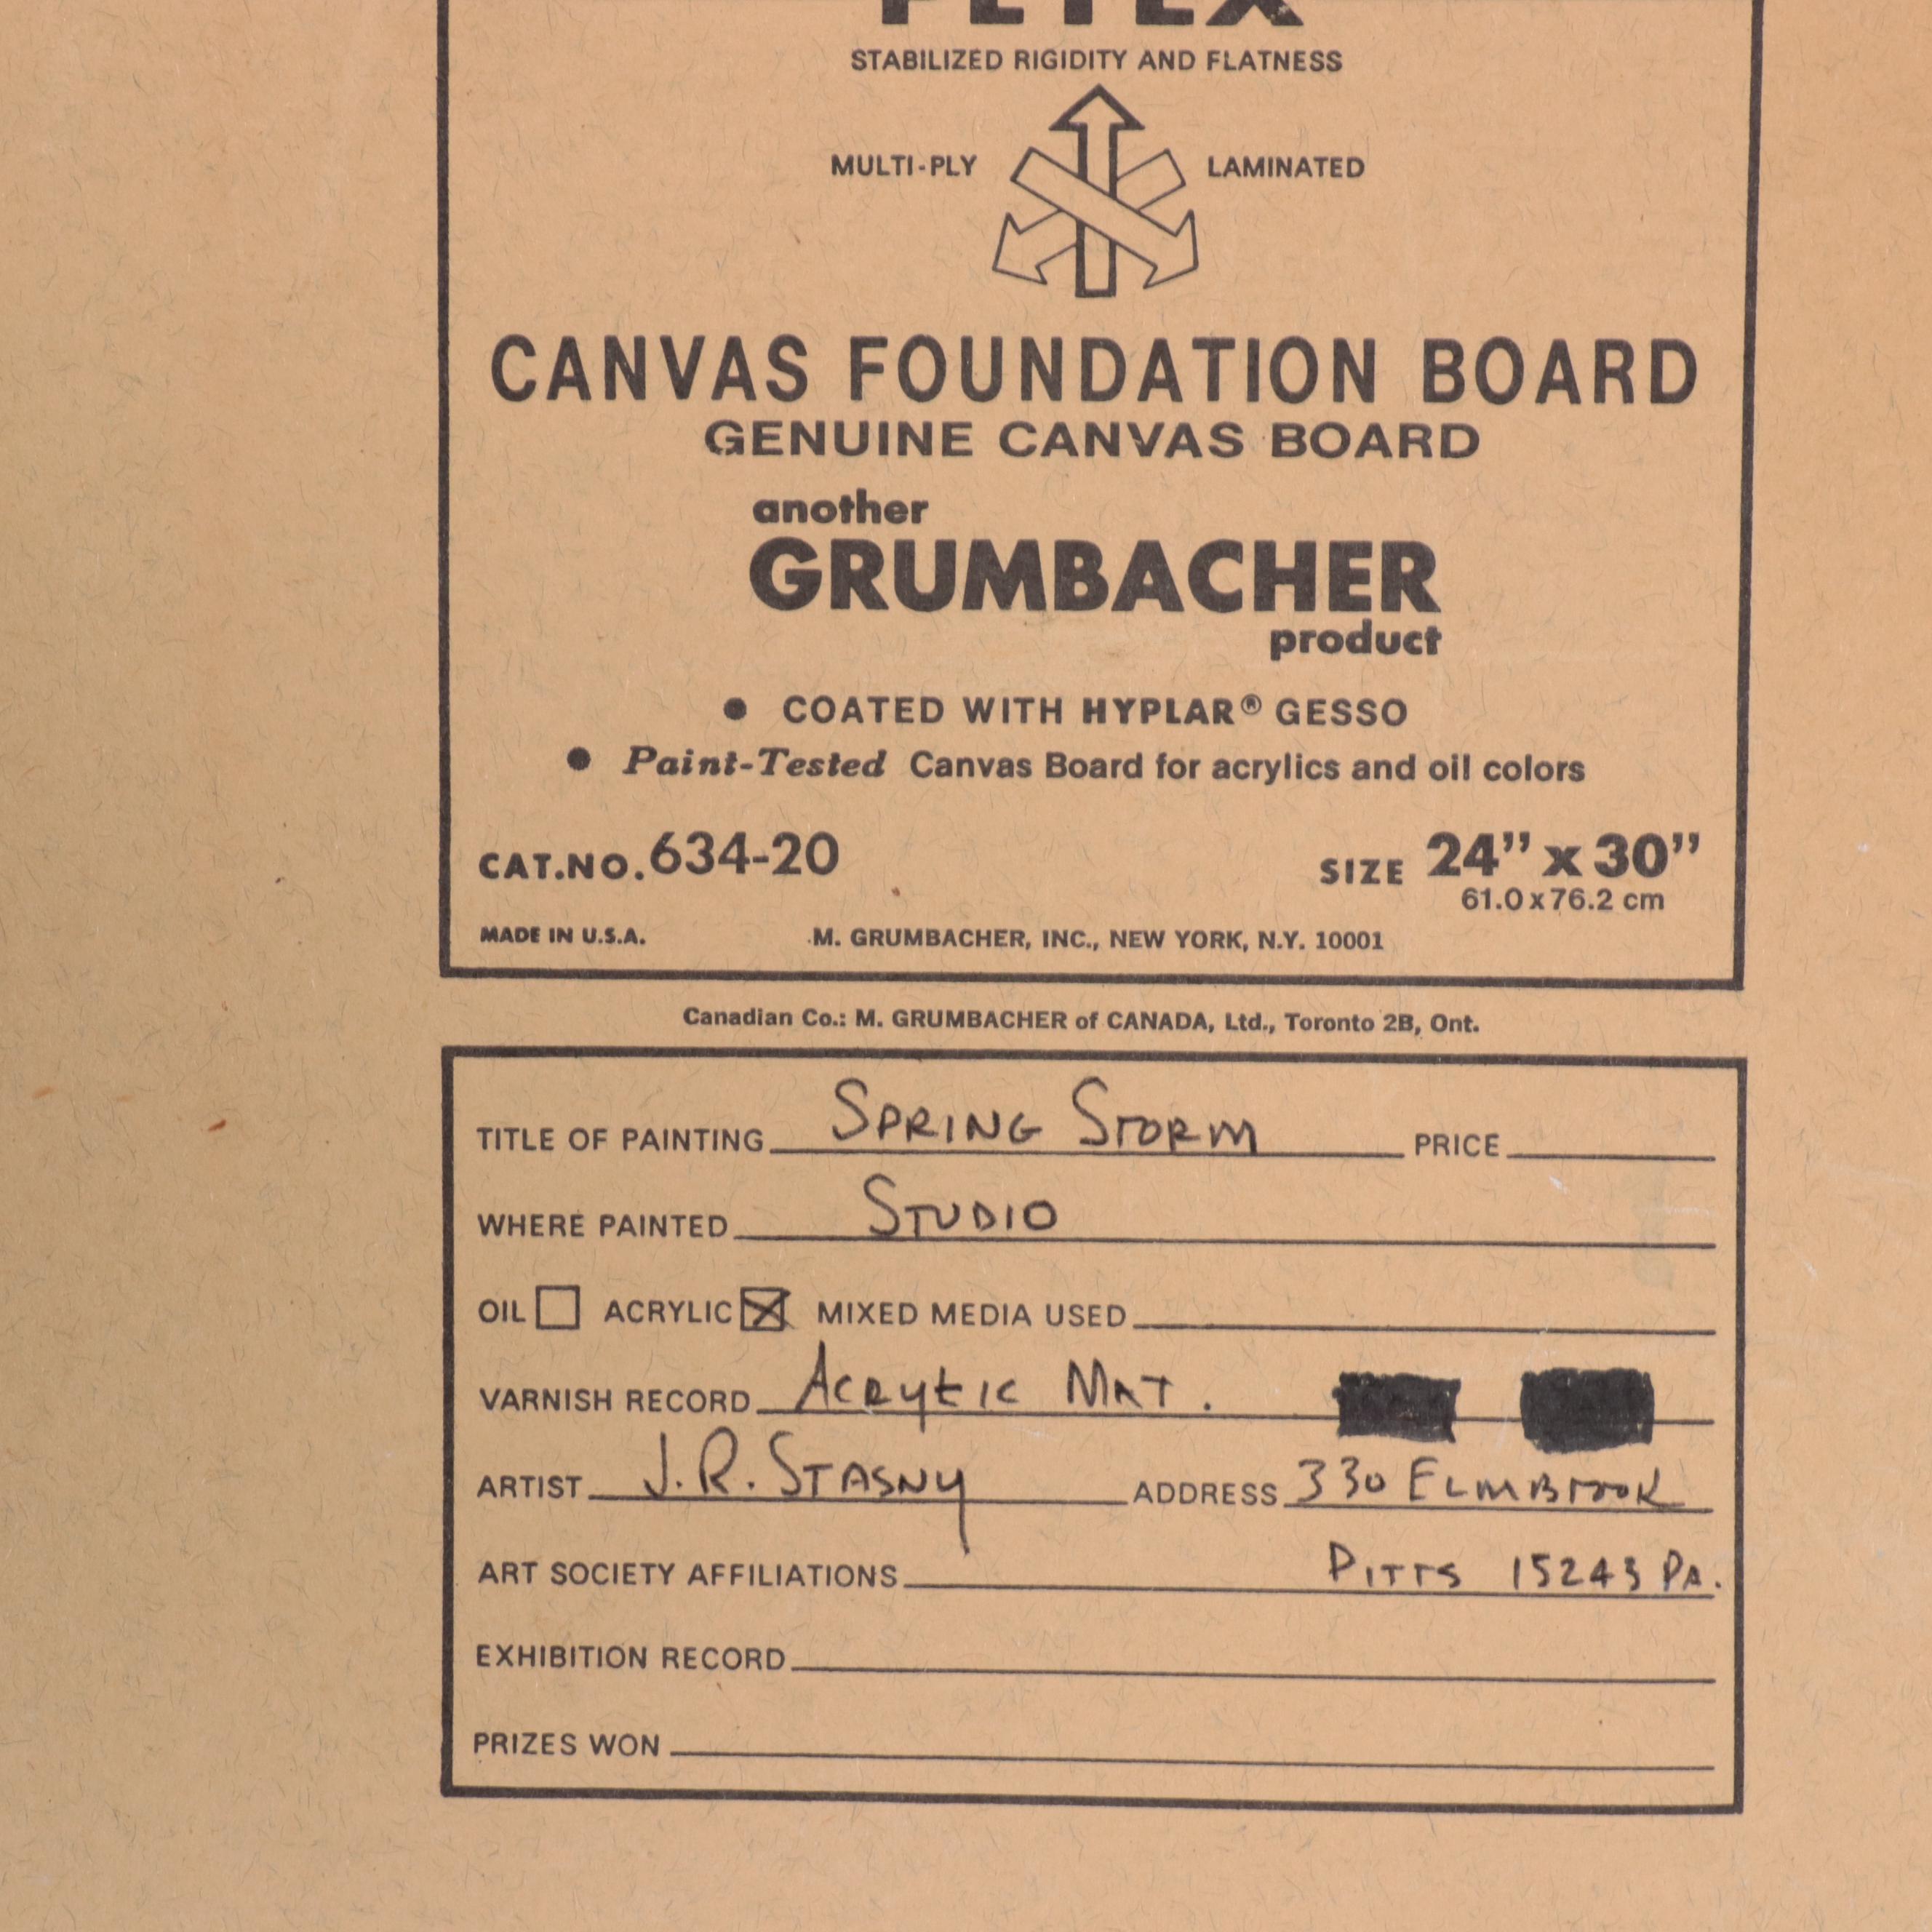 STABILIZED RIGIDITY AND FLATNESS
MULTI-PLY LAMINATED
CANVAS FOUNDATION BOARD
GENUINE CANVAS BOARD
another
GRUMBACHER
product
• COATED WITH HYPLAR® GESSO
• Paint-Tested Canvas Board for acrylics and oil colors
CAT.NO. 634-20 SIZE 24" x 30"
61.0 x 76.2 cm
MADE IN U.S.A. M. GRUMBACHER, INC., NEW YORK, N.Y. 10001
Canadian Co.: M. GRUMBACHER of CANADA, Ltd., Toronto 2B, Ont.
TITLE OF PAINTING SPRING STORM PRICE
WHERE PAINTED STUDIO
OIL ACRYLIC MIXED MEDIA USED
VARNISH RECORD ACRYLIC MAT.
ARTIST J.R. STASNY ADDRESS 330 ELMBROOK
ART SOCIETY AFFILIATIONS PITTS 15243 PA.
EXHIBITION RECORD
PRIZES WON